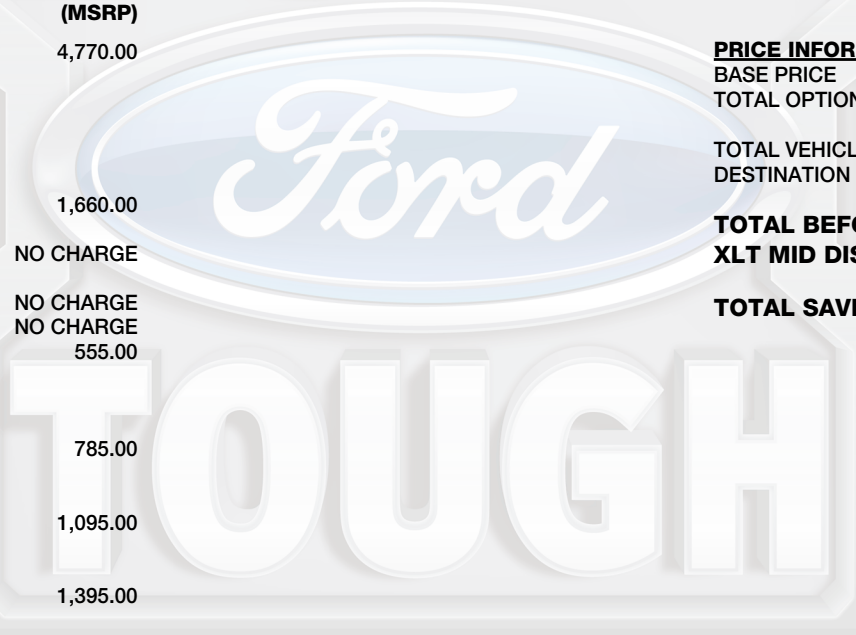 (MSRP)
4,770.00
1,660.00
NO CHARGE
NO CHARGE
NO CHARGE
555.00
785.00
1,095.00
1,395.00
Ford
TOUGH
PRICE INFOR
BASE PRICE
TOTAL OPTION
TOTAL VEHICL
DESTINATION
TOTAL BEFO
XLT MID DIS
TOTAL SAVI